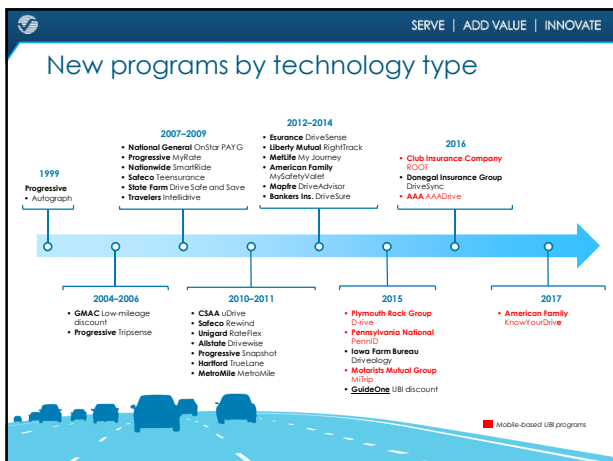 SERVE | ADD VALUE | INNOVATE
New programs by technology type
1999
Progressive
• Autograph
2007–2009
• National General OnStar PAYG
• Progressive MyRate
• Nationwide SmartRide
• Safeco Teensurance
• State Farm Drive Safe and Save
• Travelers Intellidrive
2012–2014
• Esurance DriveSense
• Liberty Mutual RightTrack
• MetLife My Journey
• American Family
MySafetyValet
• Mapfre DriveAdvisor
• Bankers Ins. DriveSure
2016
• Club Insurance Company
ROOT
• Donegal Insurance Group
DriveSync
• AAA AAADrive
2004–2006
• GMAC Low-mileage
discount
• Progressive Tripsense
2010–2011
• CSAA uDrive
• Safeco Rewind
• Unigard RateFlex
• Allstate Drivewise
• Progressive Snapshot
• Hartford TrueLane
• MetroMile MetroMile
2015
• Plymouth Rock Group
D-rive
• Pennsylvania National
PennID
• Iowa Farm Bureau
Driveology
• Motorists Mutual Group
MiTrip
• GuideOne UBI discount
2017
• American Family
KnowYourDrive
Mobile-based UBI programs